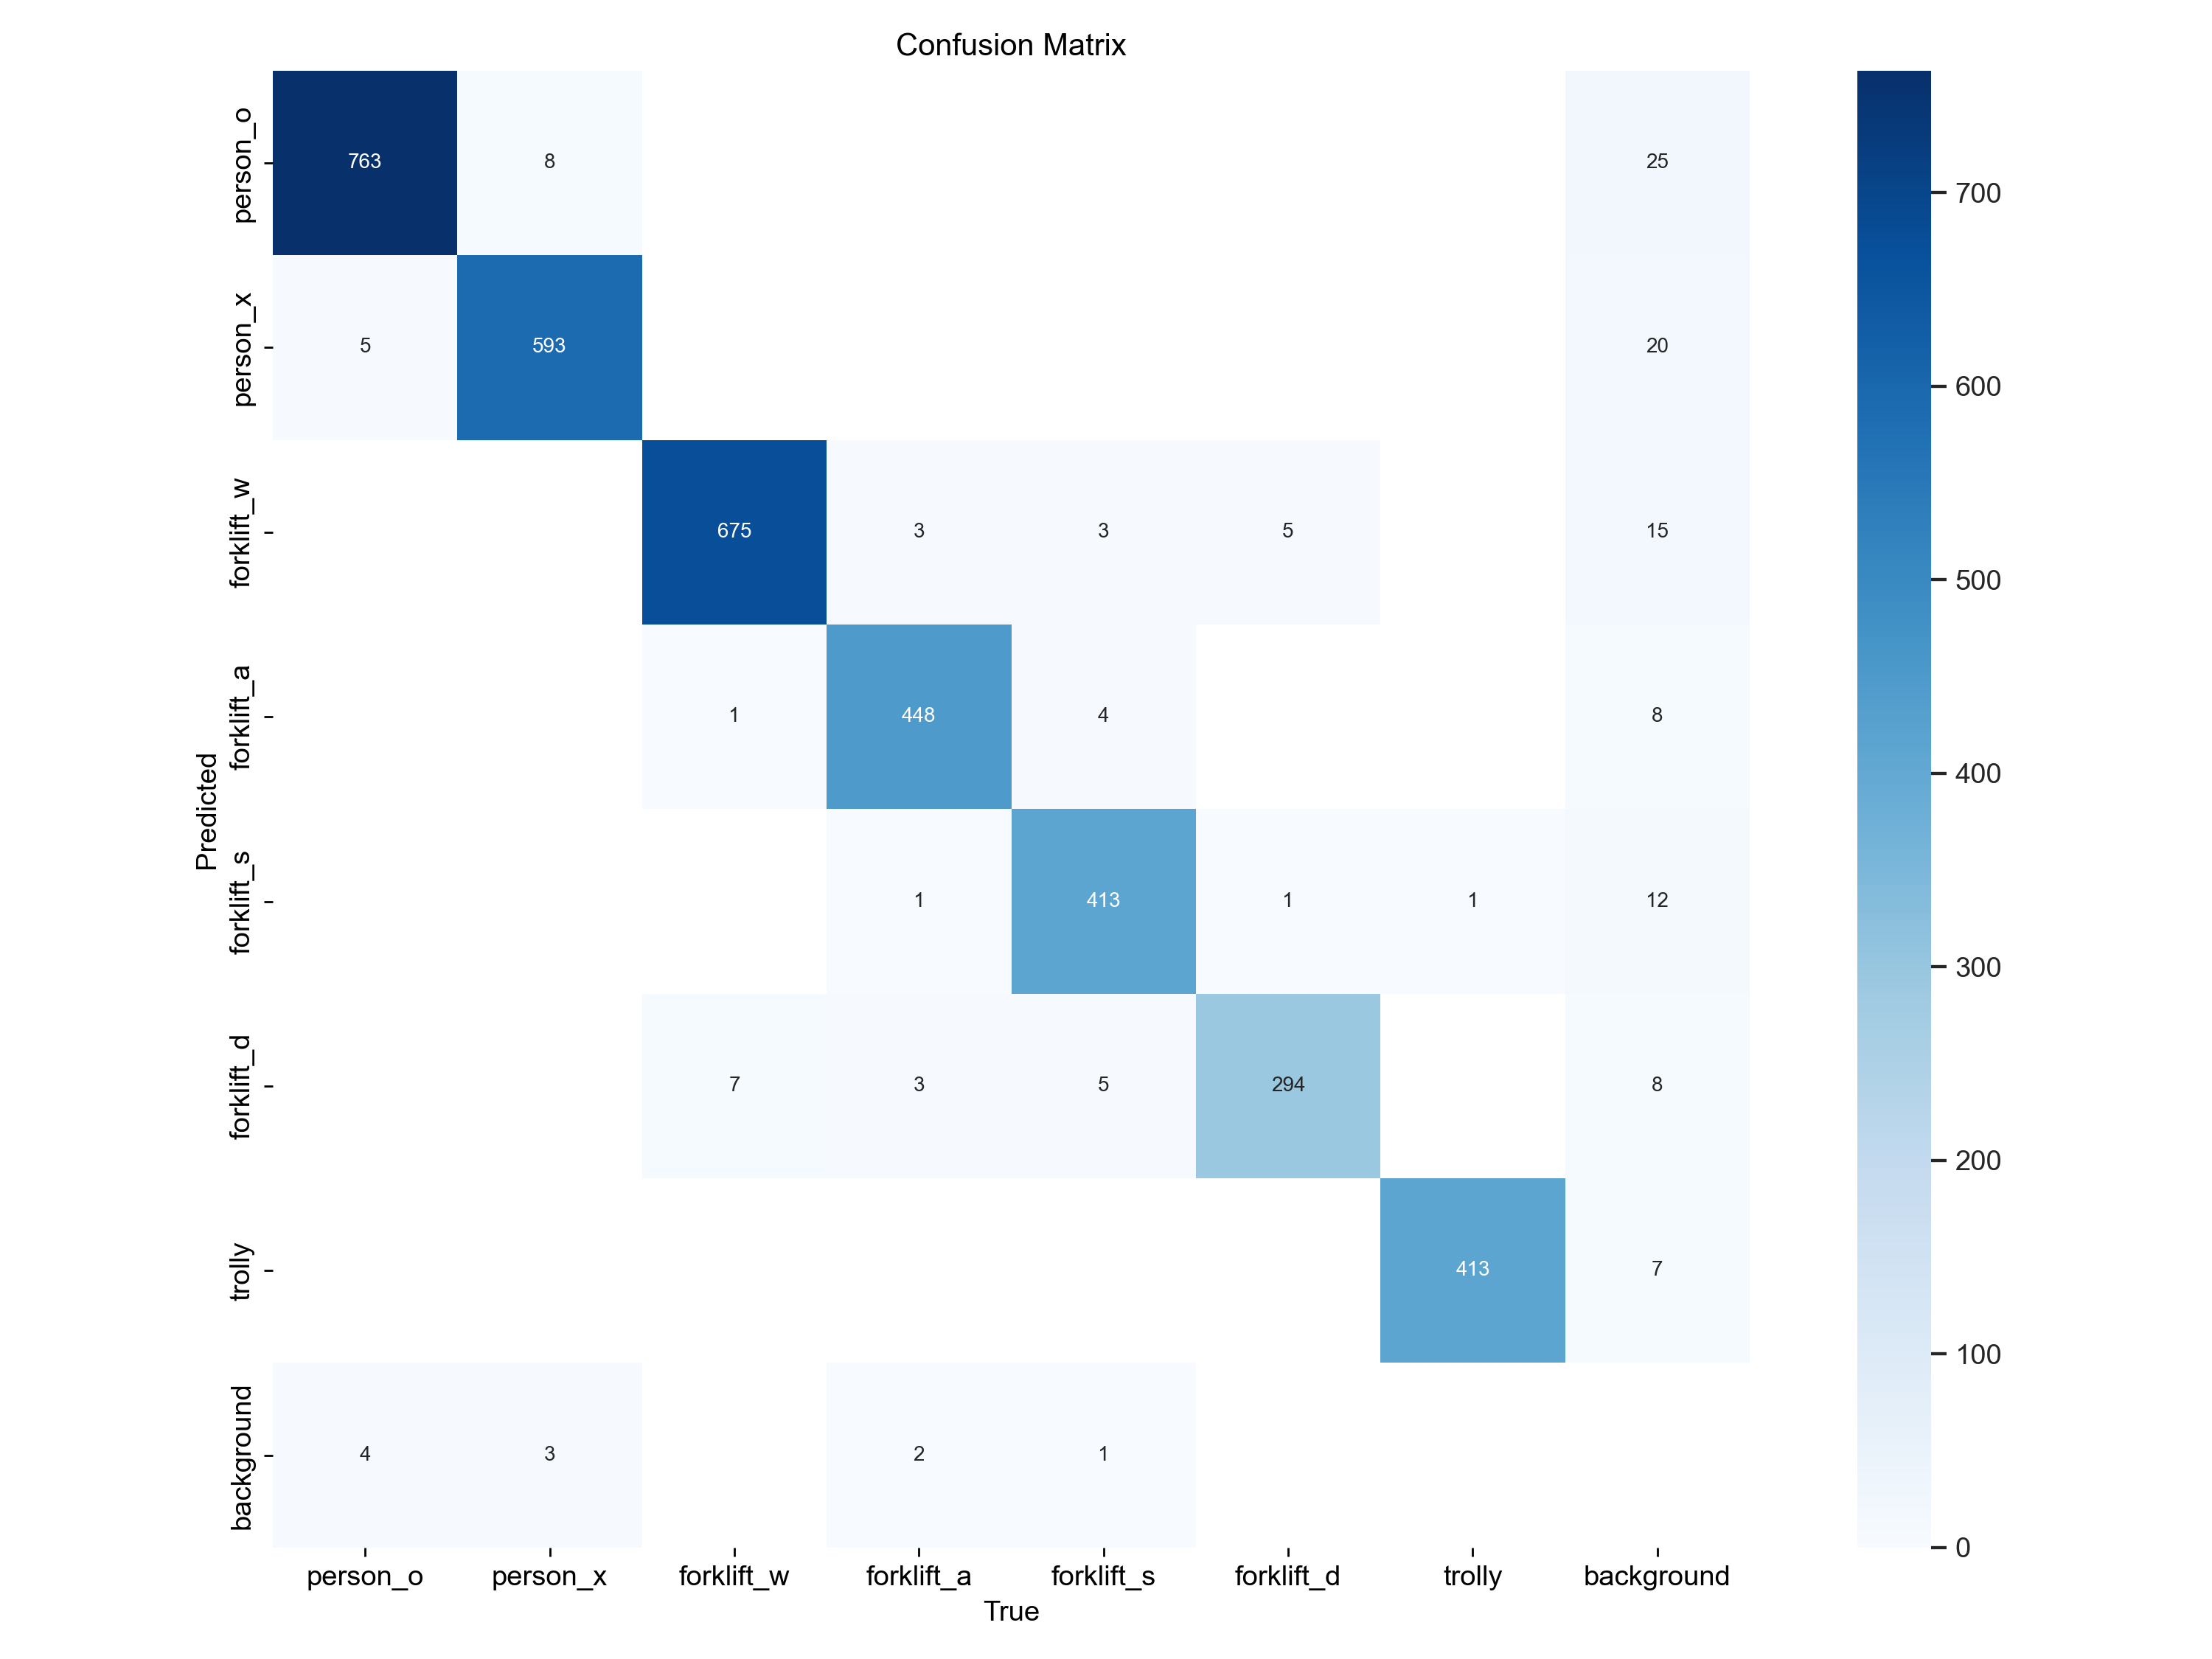 Confusion Matrix
person_o
763
8
25
person_x
5
593
20
forklift_w
675
3
3
5
15
forklift_a
1
448
4
8
forklift_s
1
413
1
1
12
forklift_d
7
3
5
294
8
trolly
413
7
background
4
3
2
1
person_o
person_x
forklift_w
forklift_a
forklift_s
forklift_d
trolly
background
True
Predicted
700
600
500
400
300
200
100
0